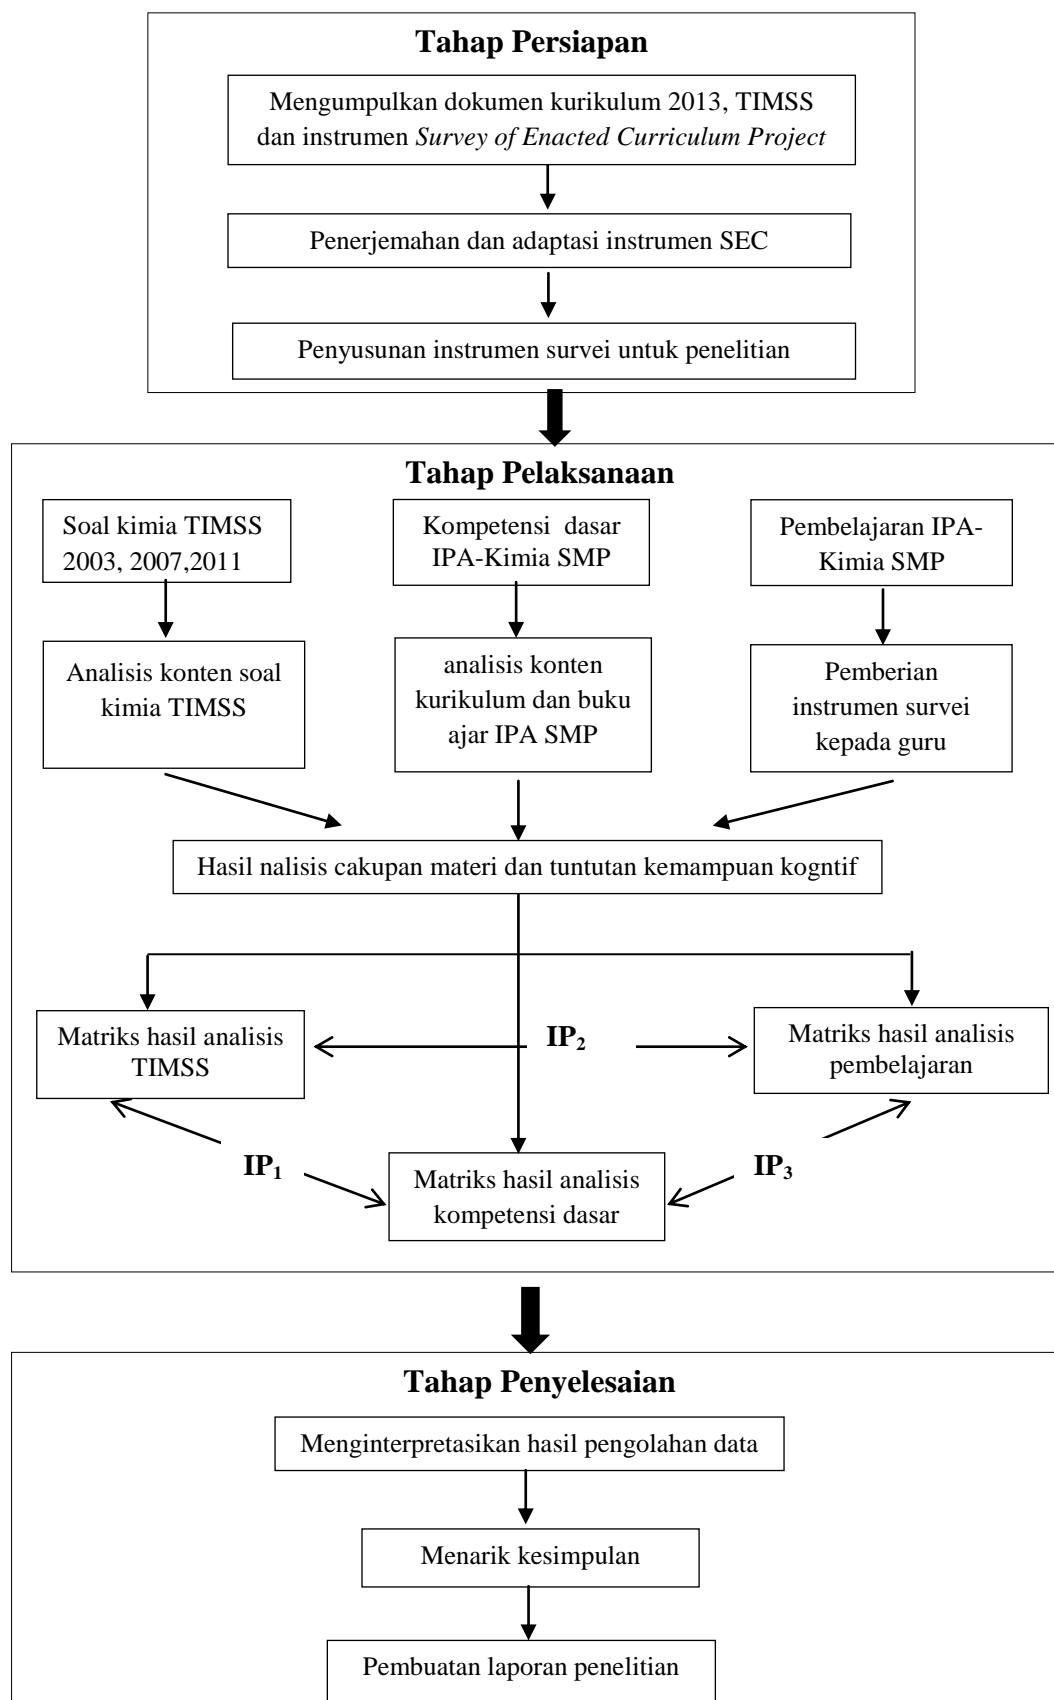 Tahap Persiapan
Mengumpulkan dokumen kurikulum 2013, TIMSS
dan instrumen Survey of Enacted Curriculum Project
Penerjemahan dan adaptasi instrumen SEC
Penyusunan instrumen survei untuk penelitian
Tahap Pelaksanaan
Soal kimia TIMSS
2003, 2007,2011
Kompetensi dasar
IPA-Kimia SMP
Pembelajaran IPA-
Kimia SMP
Analisis konten soal
kimia TIMSS
analisis konten
kurikulum dan buku
ajar IPA SMP
Pemberian
instrumen survei
kepada guru
Hasil nalisis cakupan materi dan tuntutan kemampuan kogntif
Matriks hasil analisis
TIMSS
IP₂
Matriks hasil analisis
pembelajaran
IP₁
Matriks hasil analisis
kompetensi dasar
IP₃
Tahap Penyelesaian
Menginterpretasikan hasil pengolahan data
Menarik kesimpulan
Pembuatan laporan penelitian